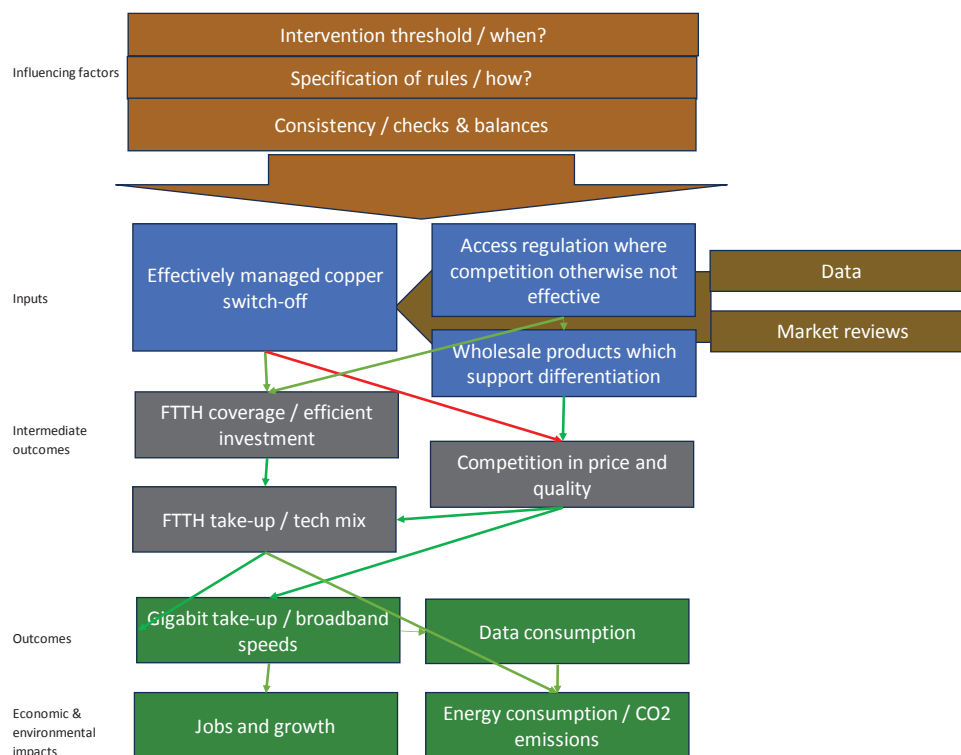 Influencing factors
Intervention threshold / when?
Specification of rules / how?
Consistency / checks & balances
Inputs
Effectively managed copper
switch-off
Access regulation where
competition otherwise not
effective
Wholesale products which
support differentiation
Data
Market reviews
Intermediate
outcomes
FTTH coverage / efficient
investment
Competition in price and
quality
FTTH take-up / tech mix
Outcomes
Gigabit take-up / broadband
speeds
Data consumption
Economic &
environmental
impacts
Jobs and growth
Energy consumption / CO2
emissions